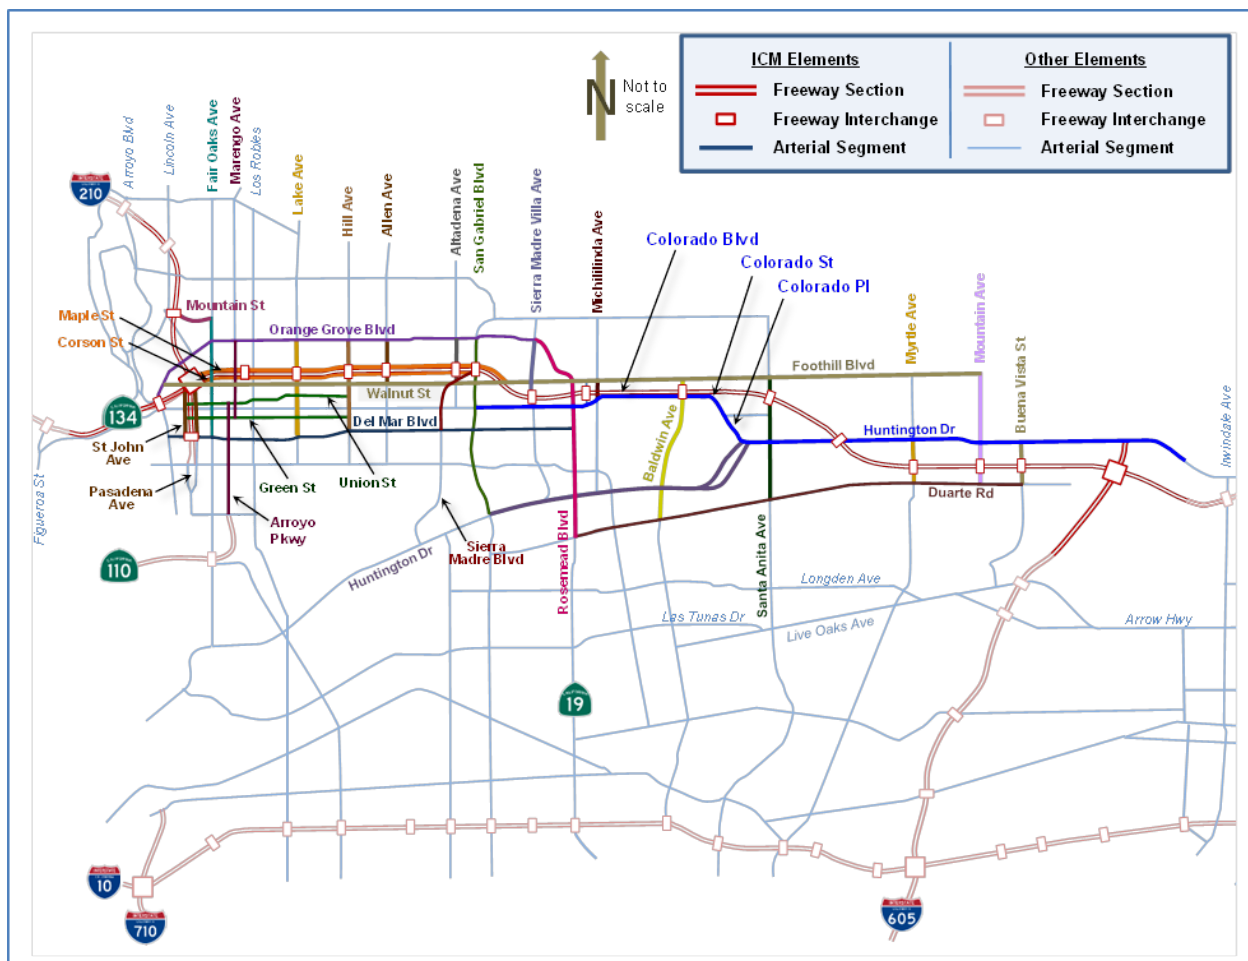 ICM Elements
Freeway Section
Freeway Interchange
Arterial Segment
Other Elements
Freeway Section
Freeway Interchange
Arterial Segment
N
Not to
scale
Arroyo Blvd
Lincoln Ave
Fair Oaks Ave
Marengo Ave
Los Robles
Lake Ave
Hill Ave
Allen Ave
Altadena Ave
San Gabriel Blvd
Sierra Madre Villa Ave
Michillinda Ave
210
Colorado Blvd
Colorado St
Colorado Pl
Myrtle Ave
Mountain Ave
Buena Vista St
Irwindale Ave
Mountain St
Maple St
Corson St
Orange Grove Blvd
Foothill Blvd
Walnut St
134
Del Mar Blvd
Huntington Dr
Baldwin Ave
St John
Ave
Pasadena
Ave
Green St
Union St
Duarte Rd
Figueroa St
Arroyo
Pkwy
Sierra
Madre Blvd
Huntington Dr
Rosemead Blvd
Santa Anita Ave
110
Longden Ave
Las Tunas Dr
Live Oaks Ave
Arrow Hwy
19
10
710
605